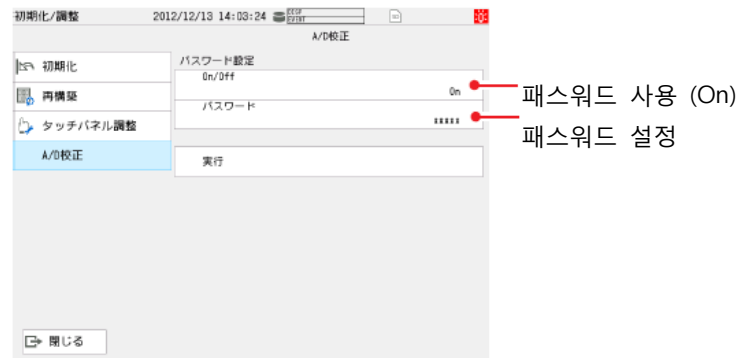 初期化/調整 2012/12/13 14:03:24 DISP EVENT
A/D校正
初期化
再構築
タッチパネル調整
A/D校正
パスワード設定
On/Off
On
パスワード
*****
実行
閉じる
패스워드 사용 (On)
패스워드 설정